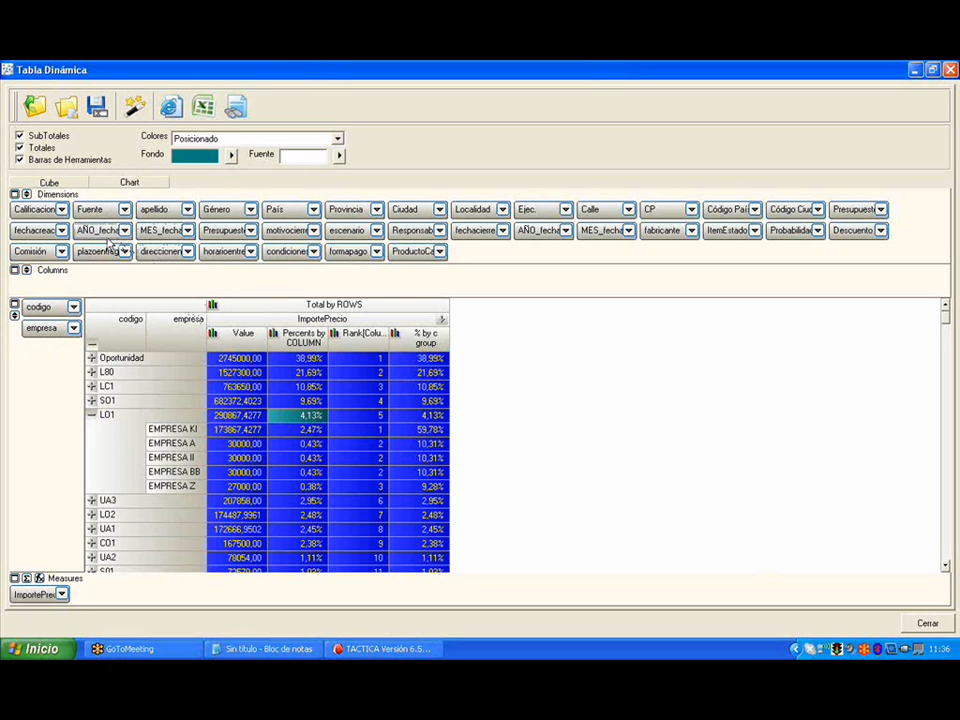 Tabla Dinámica
SubTotales
Totales
Barras de Herramientas
Colores Posicionado
Fondo Fuente
Cube Chart
Dimensions
Calificacion Fuente apellido Género País Provincia Ciudad Localidad Ejec. Calle CP Código Paí Código Ciud Presupuest
fechacreac AÑO_fecha MES_fecha Presupuest motivocierre escenario Responsab fechacierre AÑO_fecha MES_fecha fabricante ItemEstado Probabilida Descuento
Comisión plazoentreg direccionen horarioentre condicione formapago ProductoCa
Columns
codigo
empresa
Total by ROWS
codigo empresa ImportePrecio
Value Percents by COLUMN Rank[Colu... % by c group
Oportunidad 2745000,00 38,99% 1 38,99%
L80 1527300,00 21,69% 2 21,69%
LC1 763650,00 10,85% 3 10,85%
SO1 682372,4023 9,69% 4 9,69%
LO1 290867,4277 4,13% 5 4,13%
EMPRESA KI 173867,4277 2,47% 1 59,78%
EMPRESA A 30000,00 0,43% 2 10,31%
EMPRESA II 30000,00 0,43% 2 10,31%
EMPRESA BB 30000,00 0,43% 2 10,31%
EMPRESA Z 27000,00 0,38% 3 9,28%
UA3 207858,00 2,95% 6 2,95%
LO2 174487,9961 2,48% 7 2,48%
UA1 172666,9502 2,45% 8 2,45%
CO1 167500,00 2,38% 9 2,38%
UA2 78054,00 1,11% 10 1,11%
Measures
ImportePrec
Cerrar
Inicio GoToMeeting Sin título - Bloc de notas TACTICA Versión 6.5... 11:36